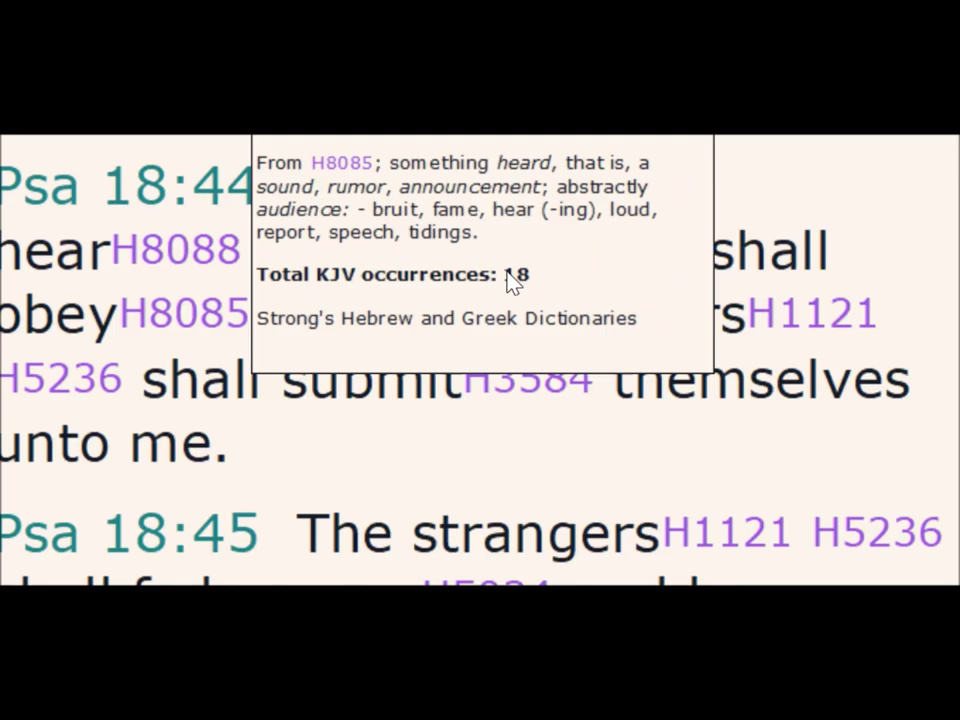 From H8085; something heard, that is, a
sound, rumor, announcement; abstractly
audience: - bruit, fame, hear (-ing), loud,
report, speech, tidings.
Total KJV occurrences: 18
Strong's Hebrew and Greek Dictionaries
Psa 18:44
hearH8088 shall
obeyH8085 rsH1121
H5236 shall submitH3584 themselves
unto me.
Psa 18:45 The strangersH1121 H5236